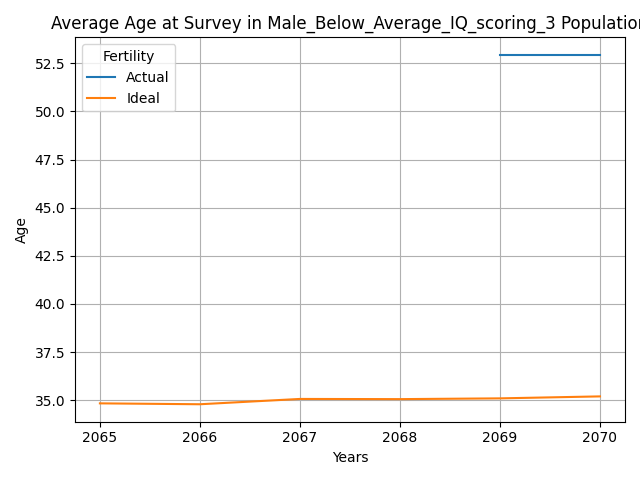 Average Age at Survey in Male_Below_Average_IQ_scoring_3 Population
Fertility
Actual
Ideal
52.5
50.0
47.5
45.0
42.5
40.0
37.5
35.0
Age
2065 2066 2067 2068 2069 2070
Years